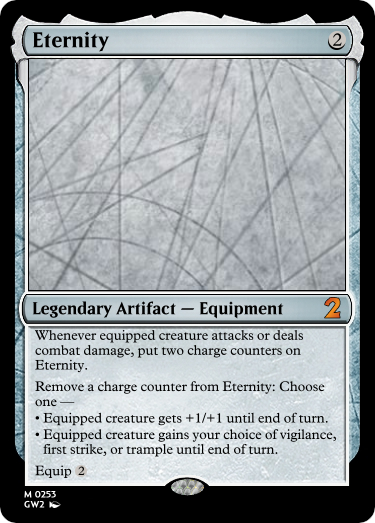 Eternity 2
Legendary Artifact — Equipment 2
Whenever equipped creature attacks or deals
combat damage, put two charge counters on
Eternity.
Remove a charge counter from Eternity: Choose
one —
• Equipped creature gets +1/+1 until end of turn.
• Equipped creature gains your choice of vigilance,
first strike, or trample until end of turn.
Equip 2
M 0253
GW2